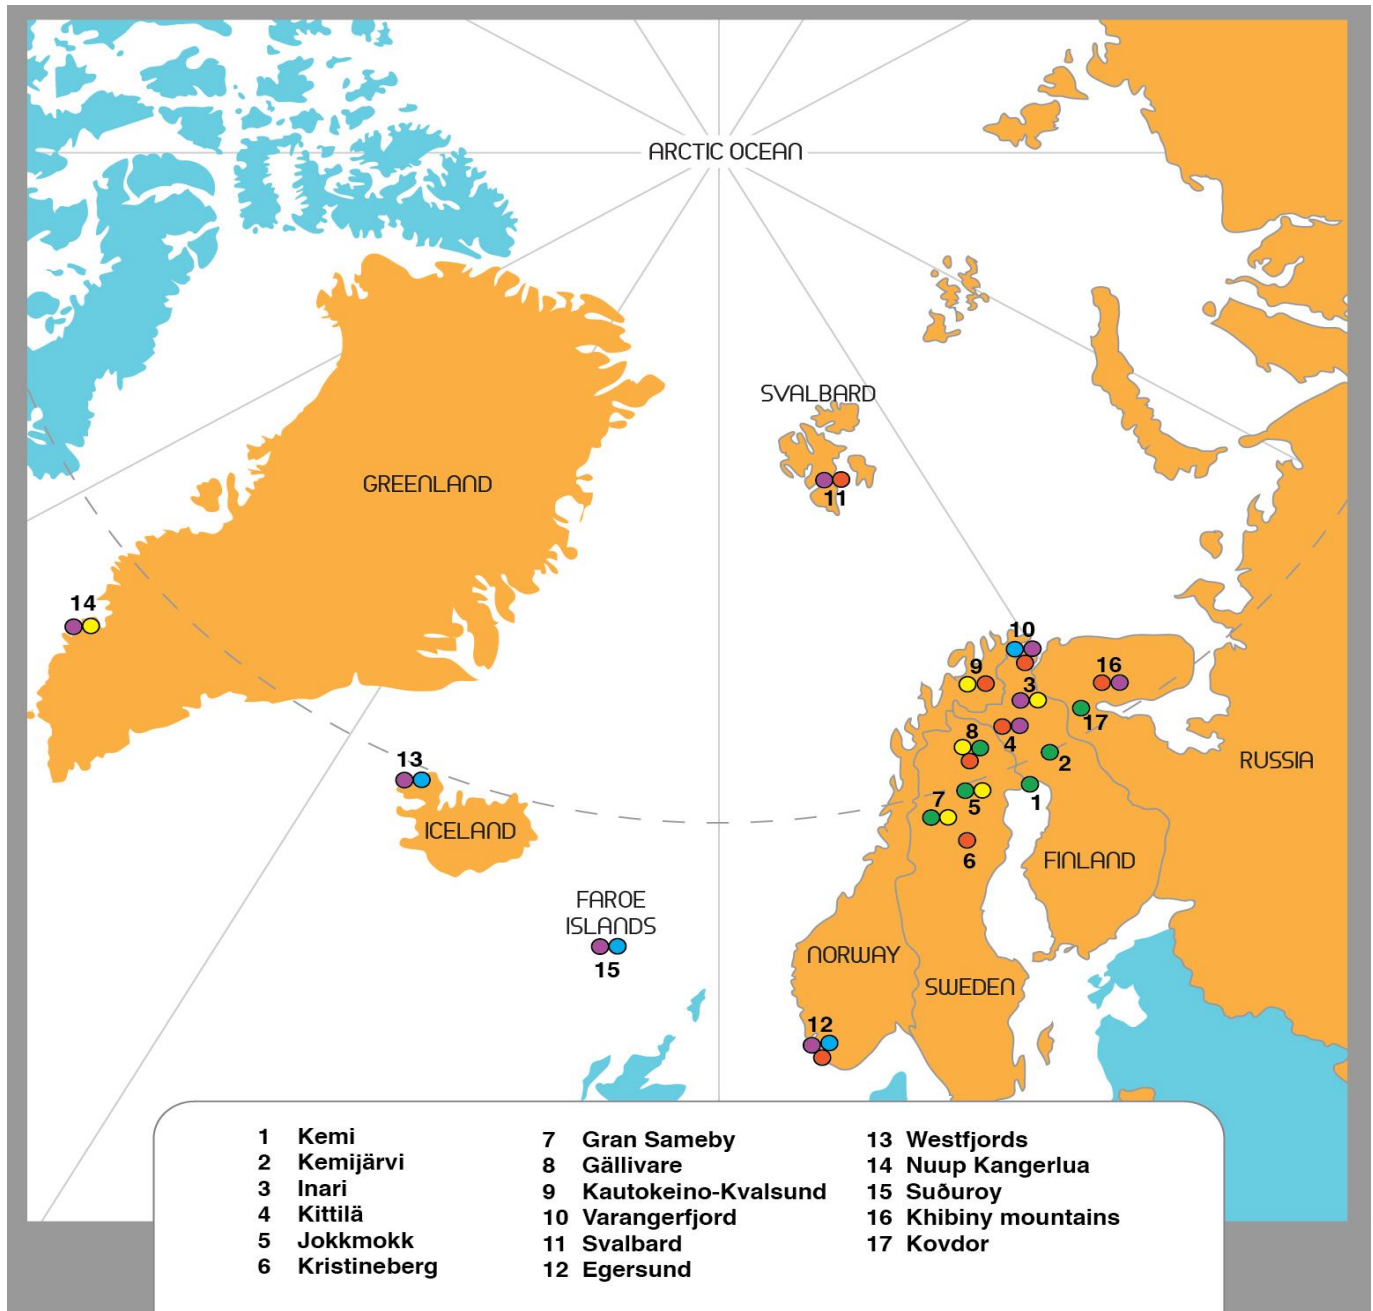 ARCTIC OCEAN
SVALBARD
GREENLAND
11
14
10
9
16
3
17
4
8
2
RUSSIA
13
5
1
7
ICELAND
6
FINLAND
FAROE
ISLANDS
NORWAY
15
SWEDEN
12
1 Kemi
2 Kemijärvi
3 Inari
4 Kittilä
5 Jokkmokk
6 Kristineberg
7 Gran Sameby
8 Gällivare
9 Kautokeino-Kvalsund
10 Varangerfjord
11 Svalbard
12 Egersund
13 Westfjords
14 Nuup Kangerlua
15 Suðuroy
16 Khibiny mountains
17 Kovdor